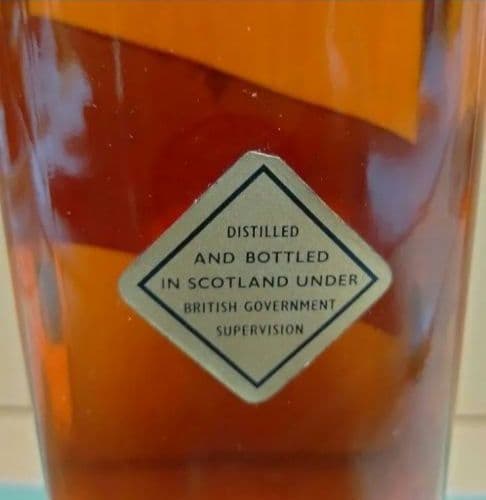 DISTILLED
AND BOTTLED
IN SCOTLAND UNDER
BRITISH GOVERNMENT
SUPERVISION